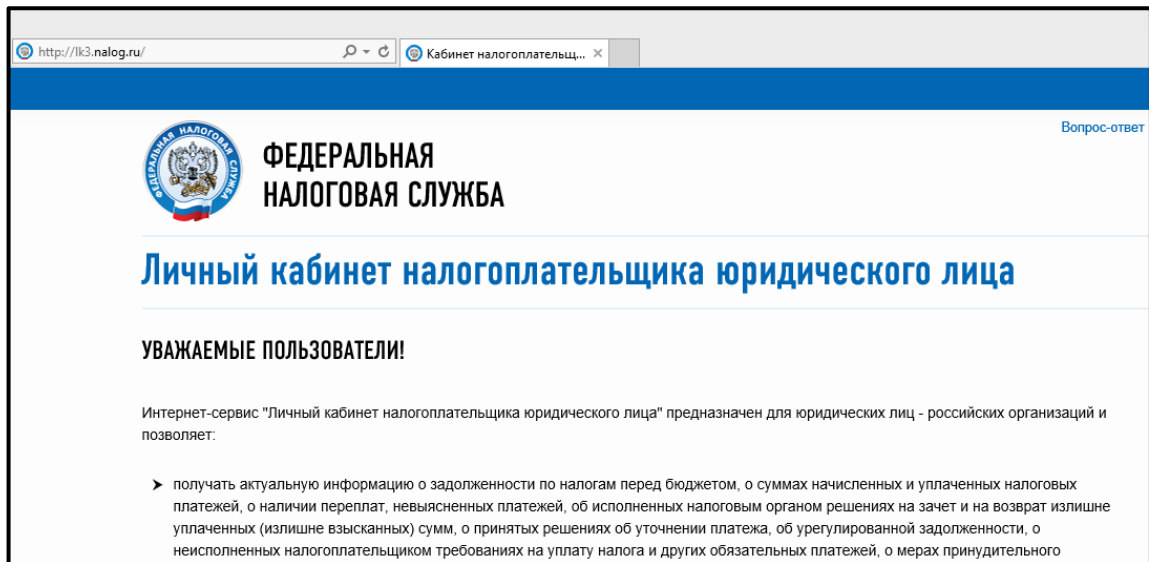 http://lk3.nalog.ru/
Кабинет налогоплательщ...
Вопрос-ответ
ФЕДЕРАЛЬНАЯ НАЛОГОВАЯ СЛУЖБА
ФЕДЕРАЛЬНАЯ
НАЛОГОВАЯ СЛУЖБА
Личный кабинет налогоплательщика юридического лица
УВАЖАЕМЫЕ ПОЛЬЗОВАТЕЛИ!
Интернет-сервис "Личный кабинет налогоплательщика юридического лица" предназначен для юридических лиц - российских организаций и
позволяет:
получать актуальную информацию о задолженности по налогам перед бюджетом, о суммах начисленных и уплаченных налоговых
платежей, о наличии переплат, невыясненных платежей, об исполненных налоговым органом решениях на зачет и на возврат излишне
уплаченных (излишне взысканных) сумм, о принятых решениях об уточнении платежа, об урегулированной задолженности, о
неисполненных налогоплательщиком требованиях на уплату налога и других обязательных платежей, о мерах принудительного